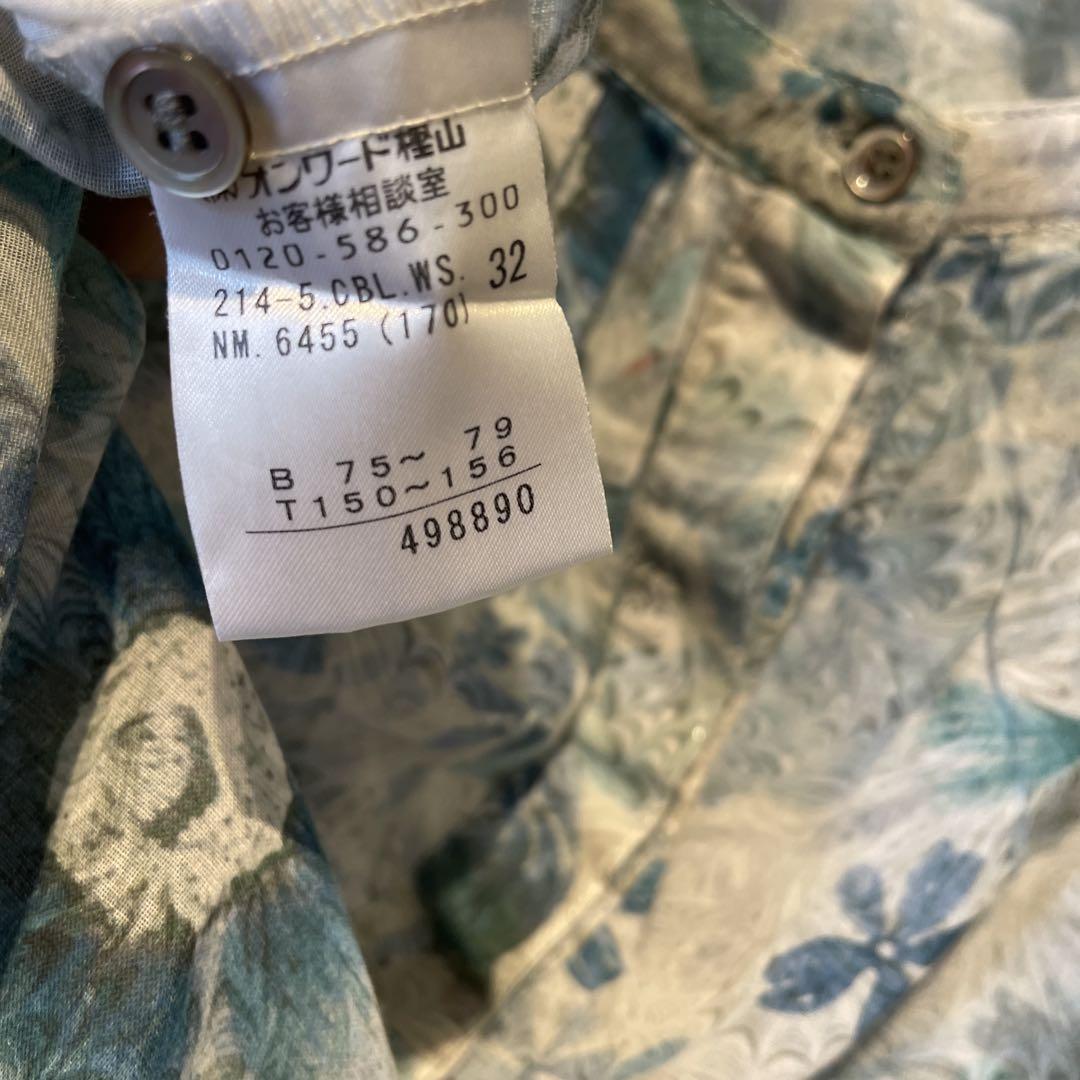 ㈱オンワード樫山
お客様相談室
0120-586-300
214-5.CBL.WS. 32
NM. 6455 (170)
B 75～ 79
T150～156
498890